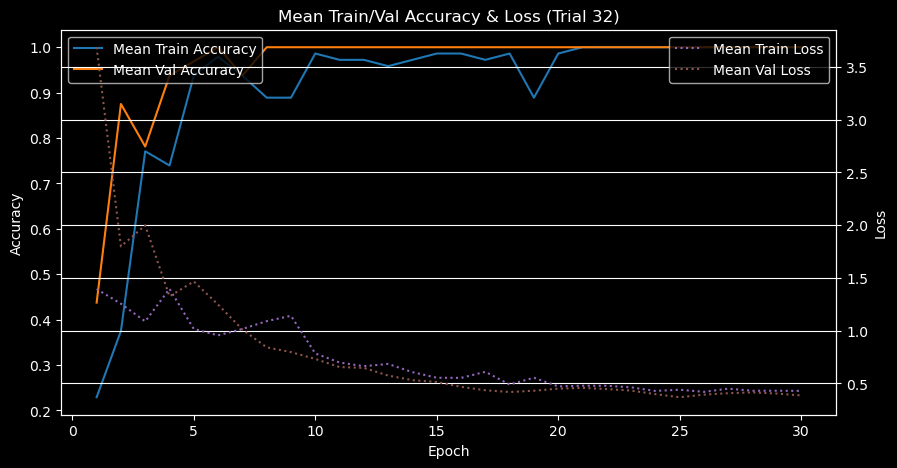 Mean Train/Val Accuracy & Loss (Trial 32)
Mean Train Accuracy
Mean Val Accuracy
Mean Train Loss
Mean Val Loss
Accuracy
1.0
0.9
0.8
0.7
0.6
0.5
0.4
0.3
0.2
Loss
3.5
3.0
2.5
2.0
1.5
1.0
0.5
0
5
10
15
20
25
30
Epoch